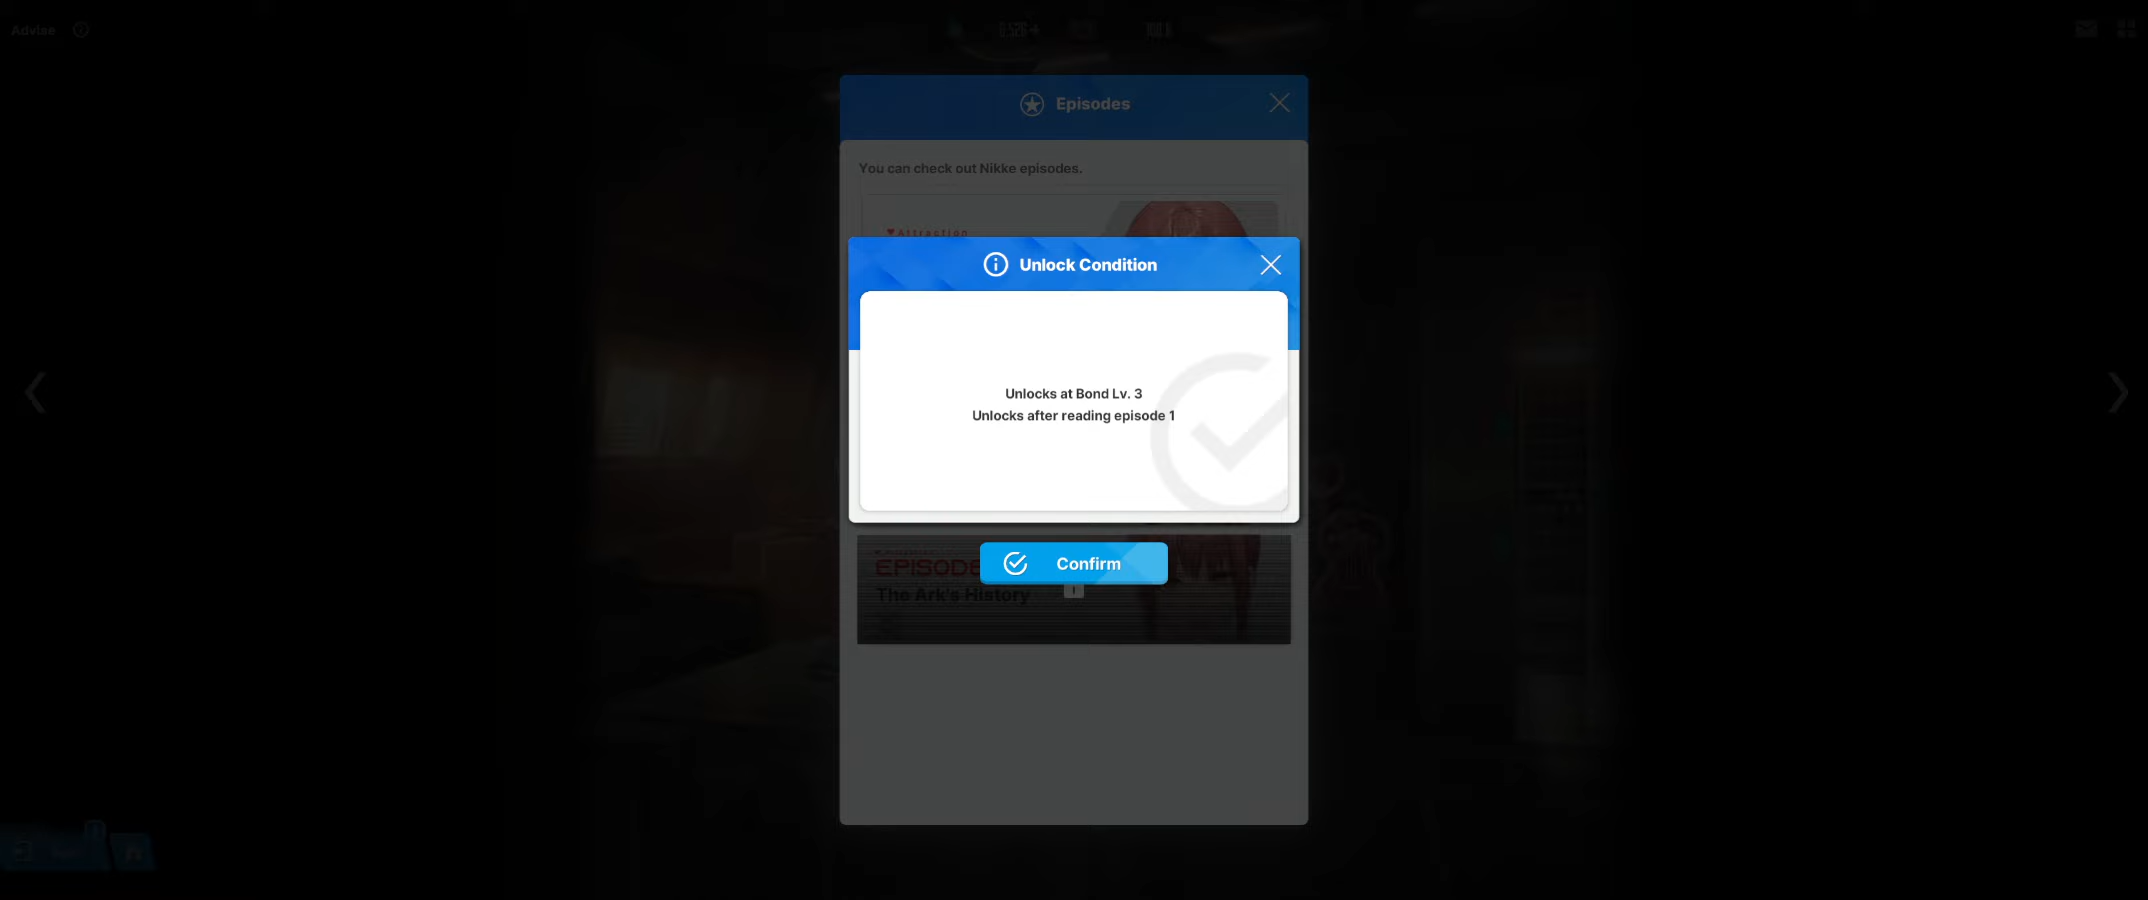 Advise
Episodes
You can check out Nikke episodes.
Attraction
Unlock Condition
Unlocks at Bond Lv. 3
Unlocks after reading episode 1
Confirm
EPISODE
The Ark's History